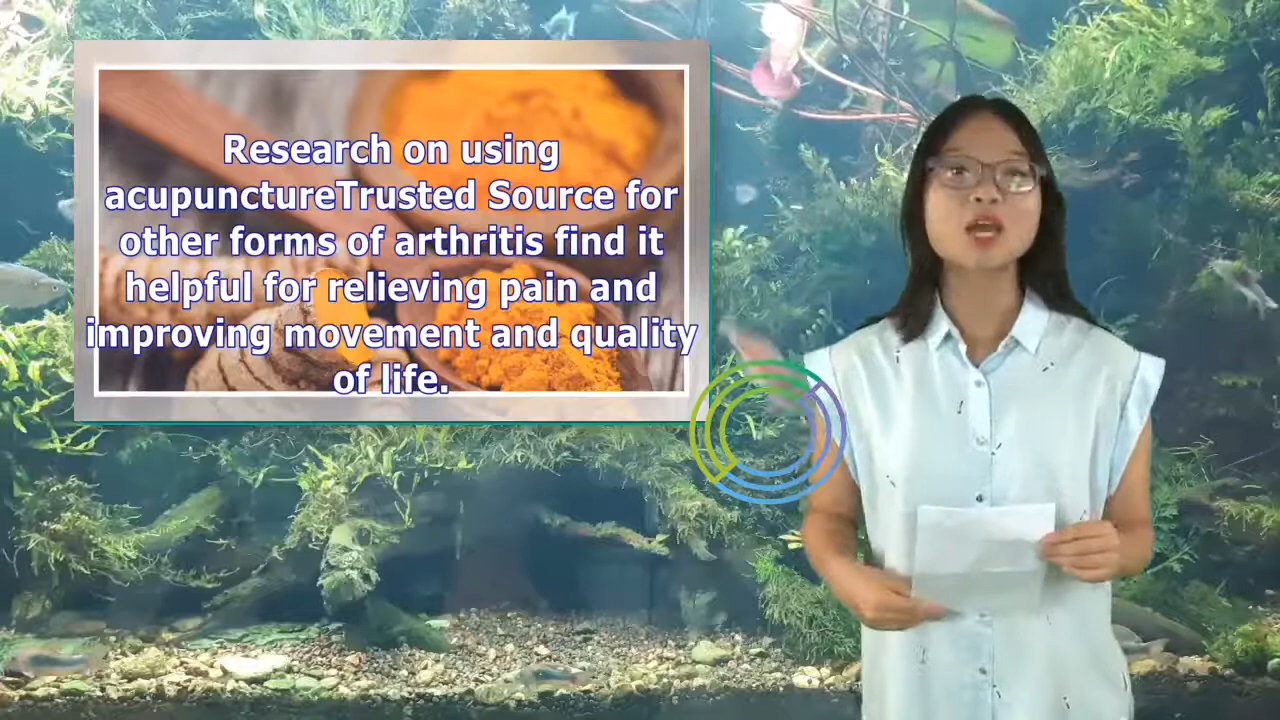 Research on using
acupunctureTrusted Source for
other forms of arthritis find it
helpful for relieving pain and
improving movement and quality
of life.